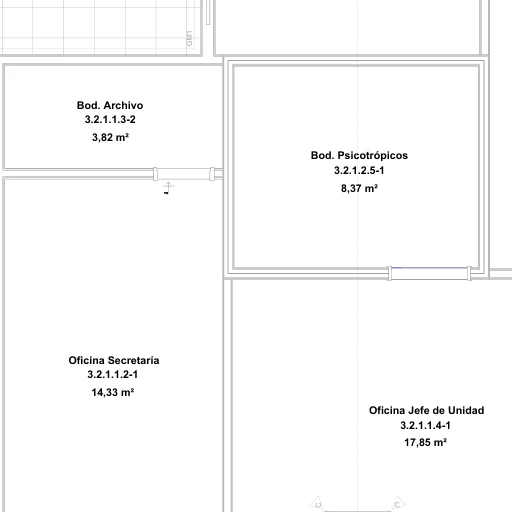 GM1
Bod. Archivo
3.2.1.1.3-2
3,82 m²
Bod. Psicotrópicos
3.2.1.2.5-1
8,37 m²
Oficina Secretaría
3.2.1.1.2-1
14,33 m²
Oficina Jefe de Unidad
3.2.1.1.4-1
17,85 m²
C
C